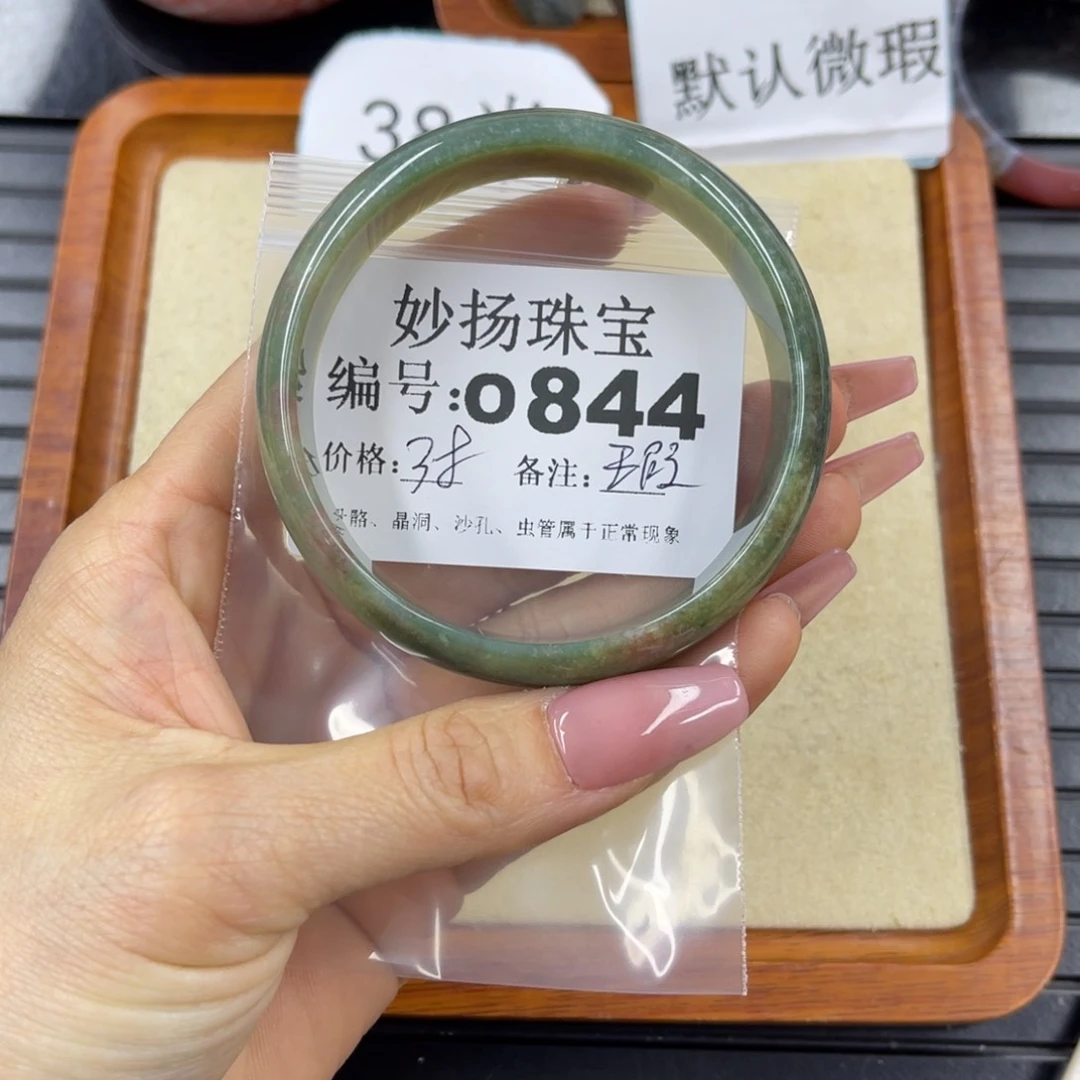 38
默认微瑕
妙扬珠宝
编号:0844
价格: 备注:
骼、晶洞、沙孔、虫管属于正常现象